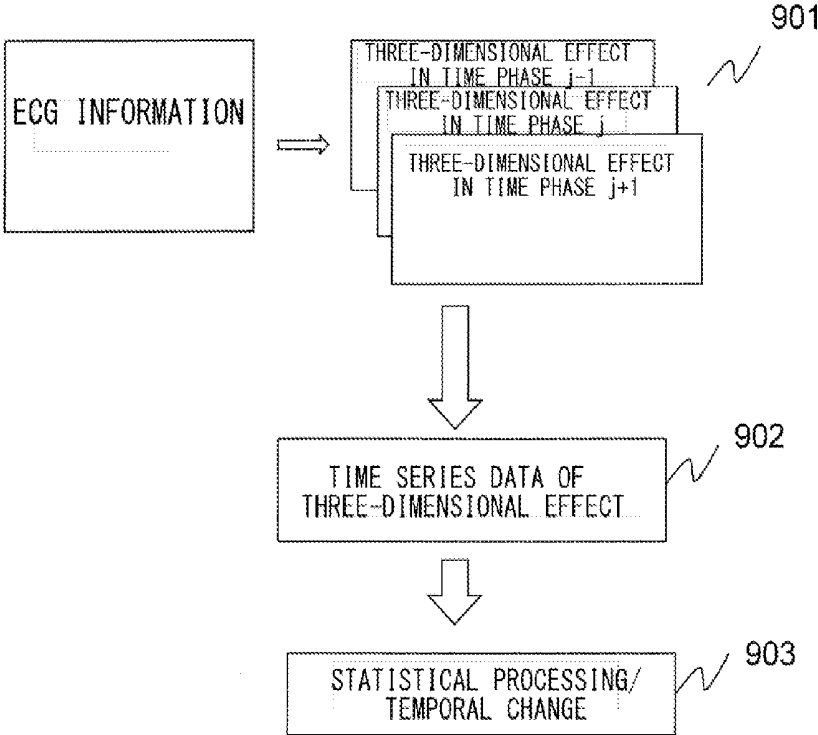 901
THREE-DIMENSIONAL EFFECT
IN TIME PHASE j-1
ECG INFORMATION
THREE-DIMENSIONAL EFFECT
IN TIME PHASE j
THREE-DIMENSIONAL EFFECT
IN TIME PHASE j+1
902
TIME SERIES DATA OF
THREE-DIMENSIONAL EFFECT
903
STATISTICAL PROCESSING/
TEMPORAL CHANGE